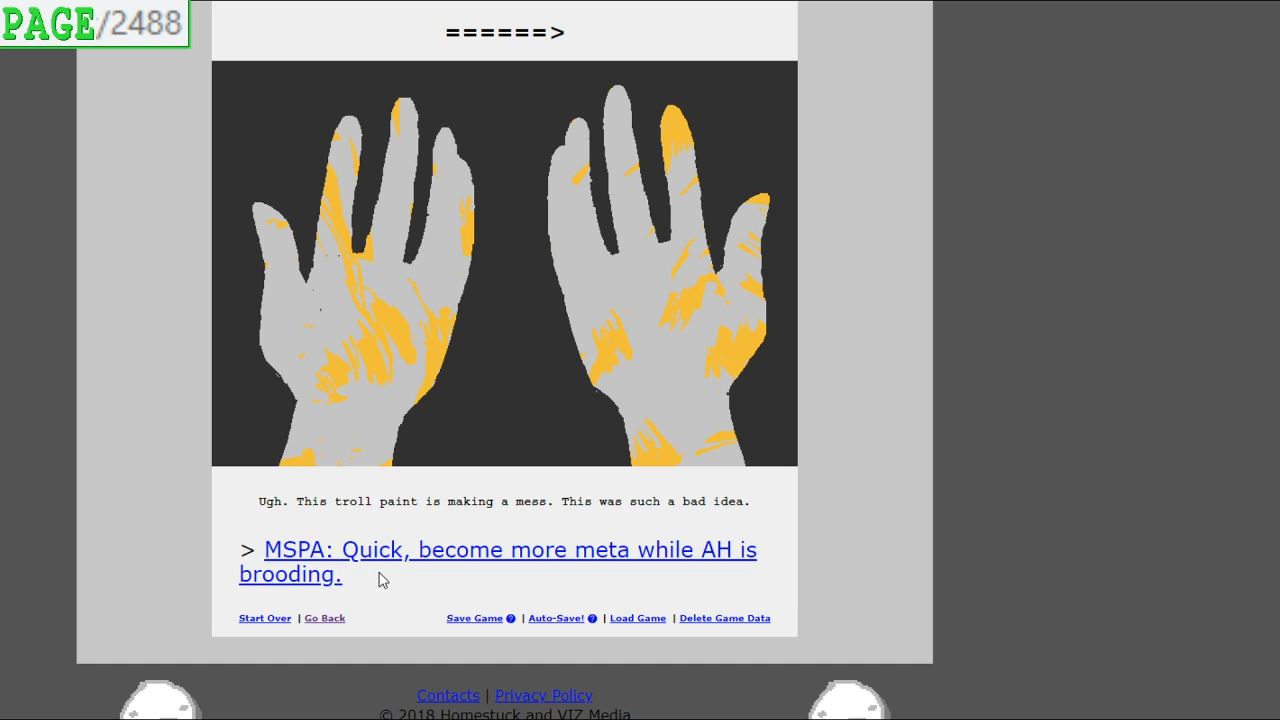 PAGE/2488
======>
Ugh. This troll paint is making a mess. This was such a bad idea.
> MSPA: Quick, become more meta while AH is
brooding.
Start Over | Go Back
Save Game ? | Auto-Save! ? | Load Game | Delete Game Data
Contacts | Privacy Policy
© 2018 Homestuck and VIZ Media